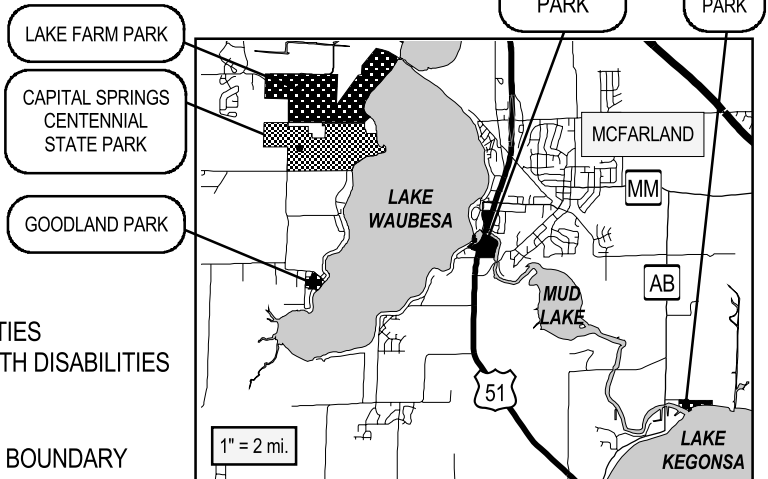 PARK
PARK
LAKE FARM PARK
CAPITAL SPRINGS
CENTENNIAL
STATE PARK
MCFARLAND
MM
LAKE
WAUBESA
GOODLAND PARK
AB
MUD
LAKE
TIES
TH DISABILITIES
51
1" = 2 mi.
LAKE
KEGONSA
BOUNDARY